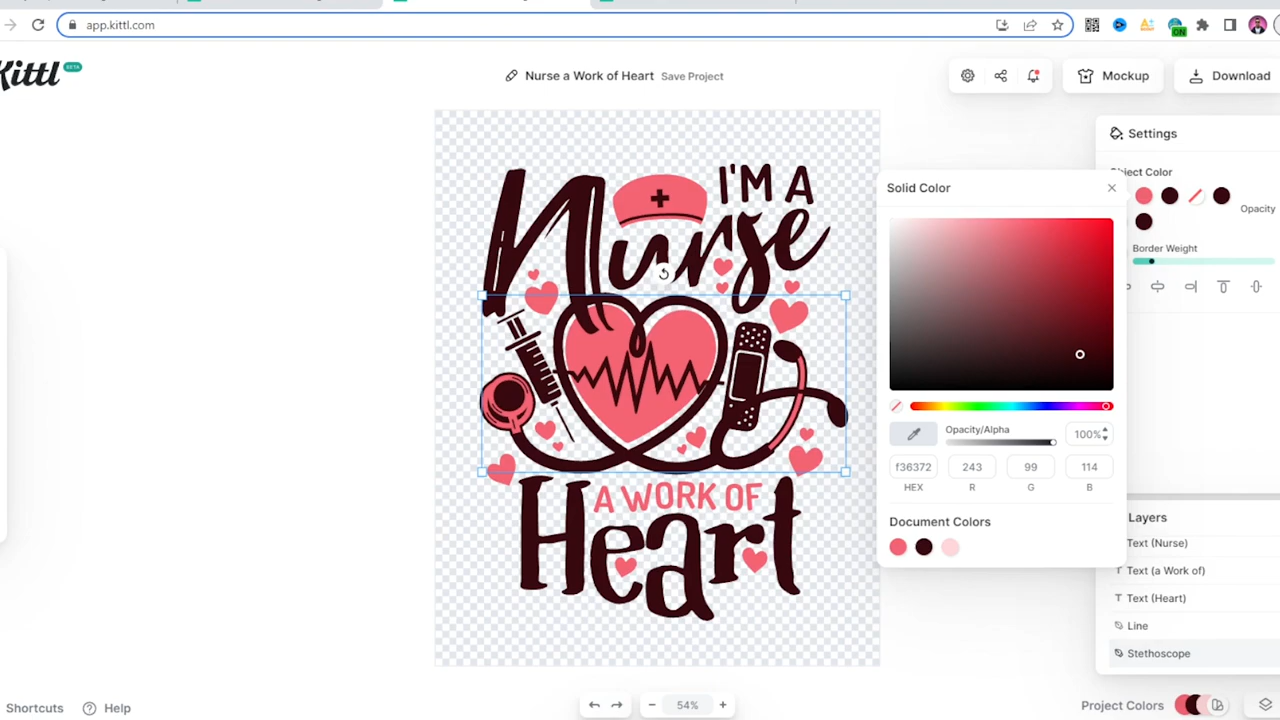 app.kittl.com
ON
Kittl BETA
Nurse a Work of Heart Save Project
Mockup
Download
Settings
Object Color
Opacity
Border Weight
Solid Color
Opacity/Alpha
100%
f36372 243 99 114
HEX R G B
Document Colors
Layers
Text (Nurse)
Text (a Work of)
Text (Heart)
Line
Stethoscope
I'M A
Nurse
A WORK OF
Heart
Shortcuts
Help
54%
Project Colors